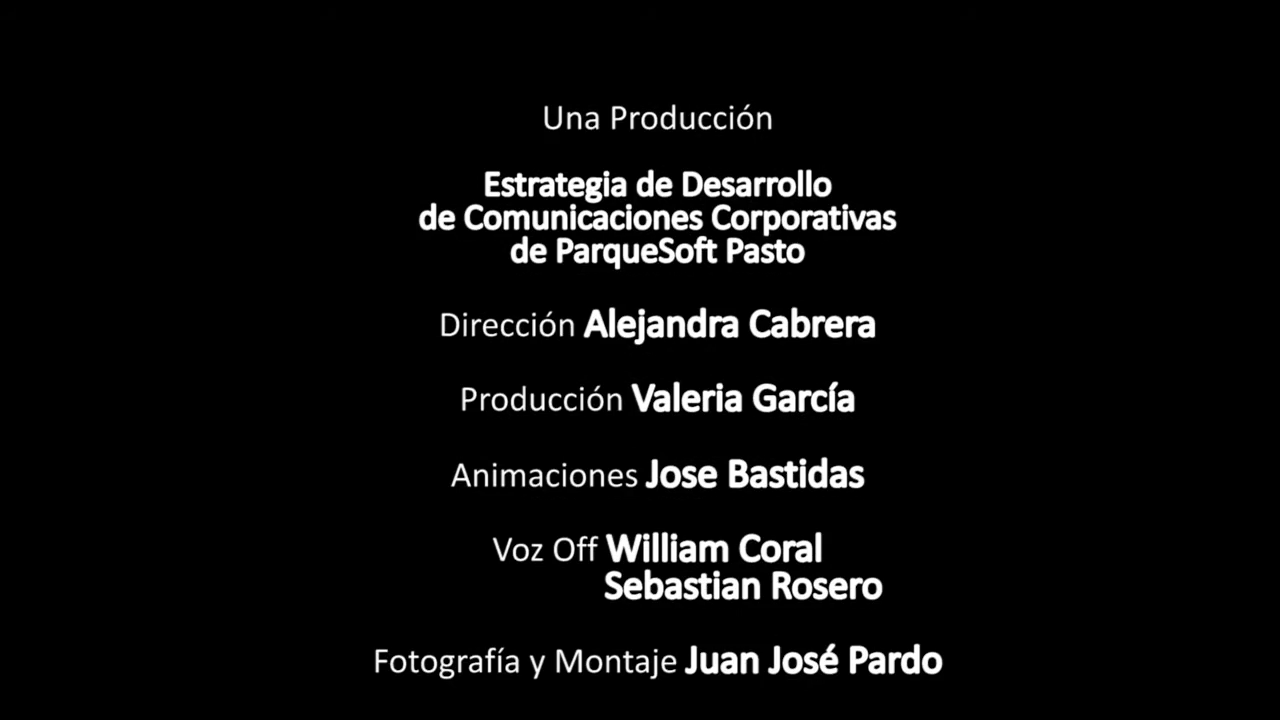 Una Producción
Estrategia de Desarrollo
de Comunicaciones Corporativas
de ParqueSoft Pasto
Dirección Alejandra Cabrera
Producción Valeria García
Animaciones Jose Bastidas
Voz Off William Coral
Sebastian Rosero
Fotografía y Montaje Juan José Pardo